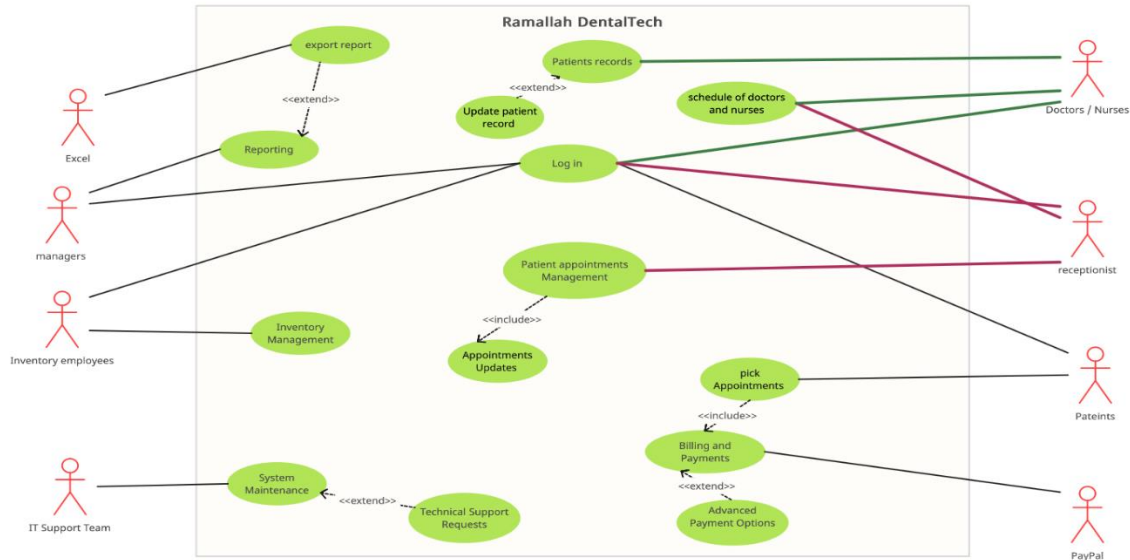 Ramallah DentalTech
export report
Patients records
<<extend>>
<<extend>>
Update patient
record
schedule of doctors
and nurses
Doctors / Nurses
Excel
Reporting
Log in
managers
receptionist
Patient appointments
Management
<<include>>
Inventory
Management
Inventory employees
Appointments
Updates
pick
Appointments
Pateints
<<include>>
Billing and
Payments
System
Maintenance
<<extend>>
<<extend>>
IT Support Team
Technical Support
Requests
Advanced
Payment Options
PayPal